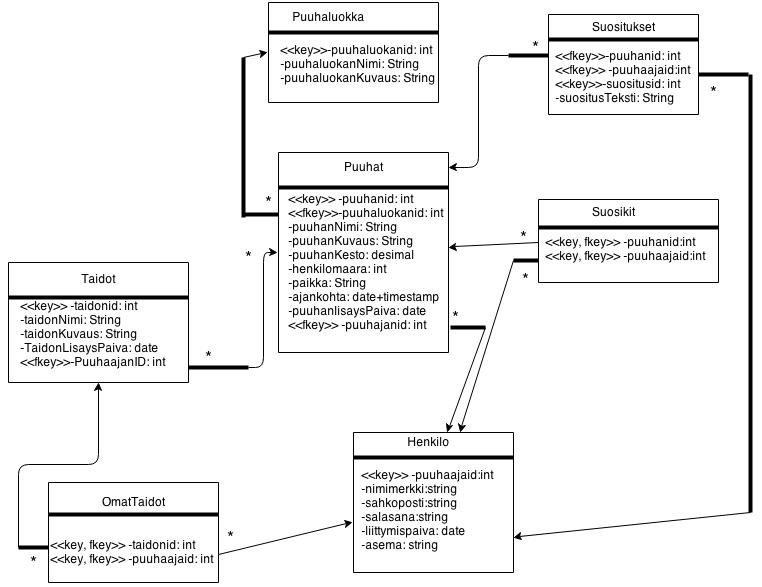 Puuhaluokka
<<key>>-puuhaluokanid: int
-puuhaluokanNimi: String
-puuhaluokanKuvaus: String
*
Suositukset
<<fkey>>-puuhanid: int
<<fkey>> -puuhaajaid:int
<<key>>-suositusid: int
-suositusTeksti: String
*
*
Puuhat
<<key>> -puuhanid: int
<<fkey>>-puuhaluokanid: int
-puuhanNimi: String
-puuhanKuvaus: String
-puuhanKesto: desimal
-henkilomaara: int
-paikka: String
-ajankohta: date+timestamp
-puuhanlisaysPaiva: date
<<fkey>> -puuhajanid: int
*
*
Suosikit
<<key, fkey>> -puuhanid:int
<<key, fkey>> -puuhaajaid:int
*
*
Taidot
<<key>> -taidonid: int
-taidonNimi: String
-taidonKuvaus: String
-TaidonLisaysPaiva: date
<<fkey>>-PuuhaajanID: int
*
Henkilo
<<key>> -puuhaajaid:int
-nimimerkki:string
-sahkoposti:string
-salasana:string
-liittymispaiva: date
-asema: string
OmatTaidot
<<key, fkey>> -taidonid: int
<<key, fkey>> -puuhaajaid: int
*
*